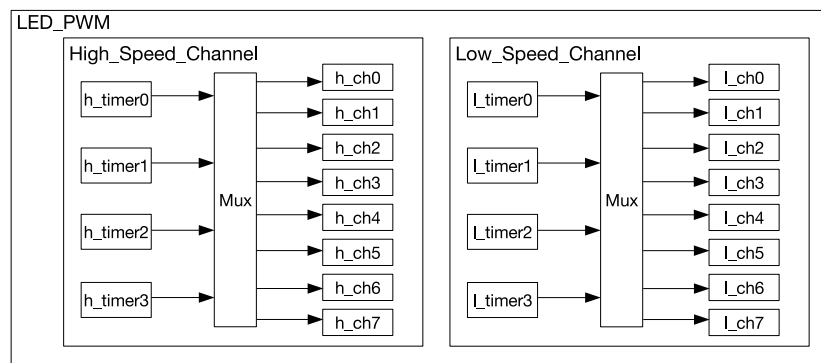 LED_PWM
High_Speed_Channel
h_timer0
h_timer1
h_timer2
h_timer3
Mux
h_ch0
h_ch1
h_ch2
h_ch3
h_ch4
h_ch5
h_ch6
h_ch7
Low_Speed_Channel
l_timer0
l_timer1
l_timer2
l_timer3
Mux
l_ch0
l_ch1
l_ch2
l_ch3
l_ch4
l_ch5
l_ch6
l_ch7